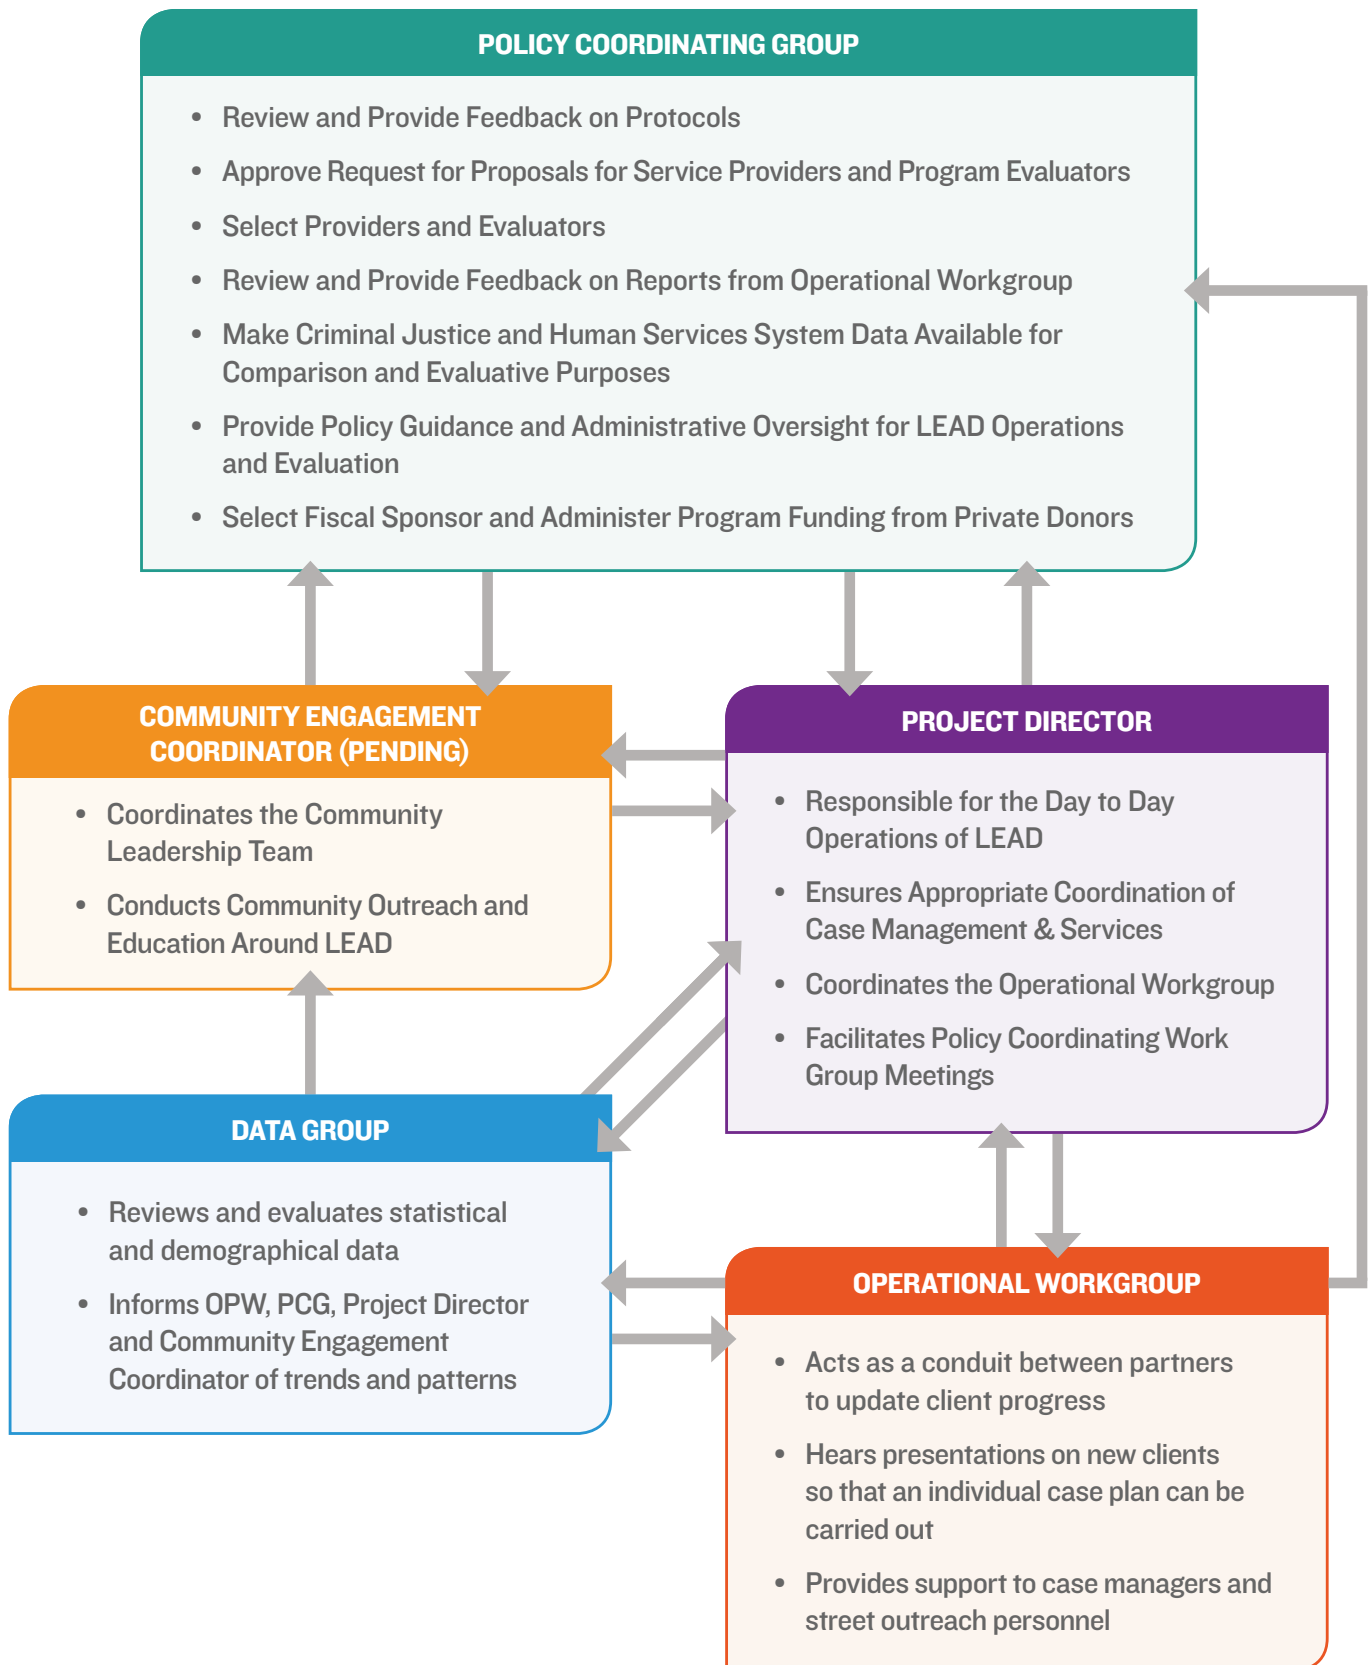 POLICY COORDINATING GROUP
• Review and Provide Feedback on Protocols
• Approve Request for Proposals for Service Providers and Program Evaluators
• Select Providers and Evaluators
• Review and Provide Feedback on Reports from Operational Workgroup
• Make Criminal Justice and Human Services System Data Available for
Comparison and Evaluative Purposes
• Provide Policy Guidance and Administrative Oversight for LEAD Operations
and Evaluation
• Select Fiscal Sponsor and Administer Program Funding from Private Donors
COMMUNITY ENGAGEMENT
COORDINATOR (PENDING)
• Coordinates the Community
Leadership Team
• Conducts Community Outreach and
Education Around LEAD
PROJECT DIRECTOR
• Responsible for the Day to Day
Operations of LEAD
• Ensures Appropriate Coordination of
Case Management & Services
• Coordinates the Operational Workgroup
• Facilitates Policy Coordinating Work
Group Meetings
DATA GROUP
• Reviews and evaluates statistical
and demographical data
• Informs OPW, PCG, Project Director
and Community Engagement
Coordinator of trends and patterns
OPERATIONAL WORKGROUP
• Acts as a conduit between partners
to update client progress
• Hears presentations on new clients
so that an individual case plan can be
carried out
• Provides support to case managers and
street outreach personnel